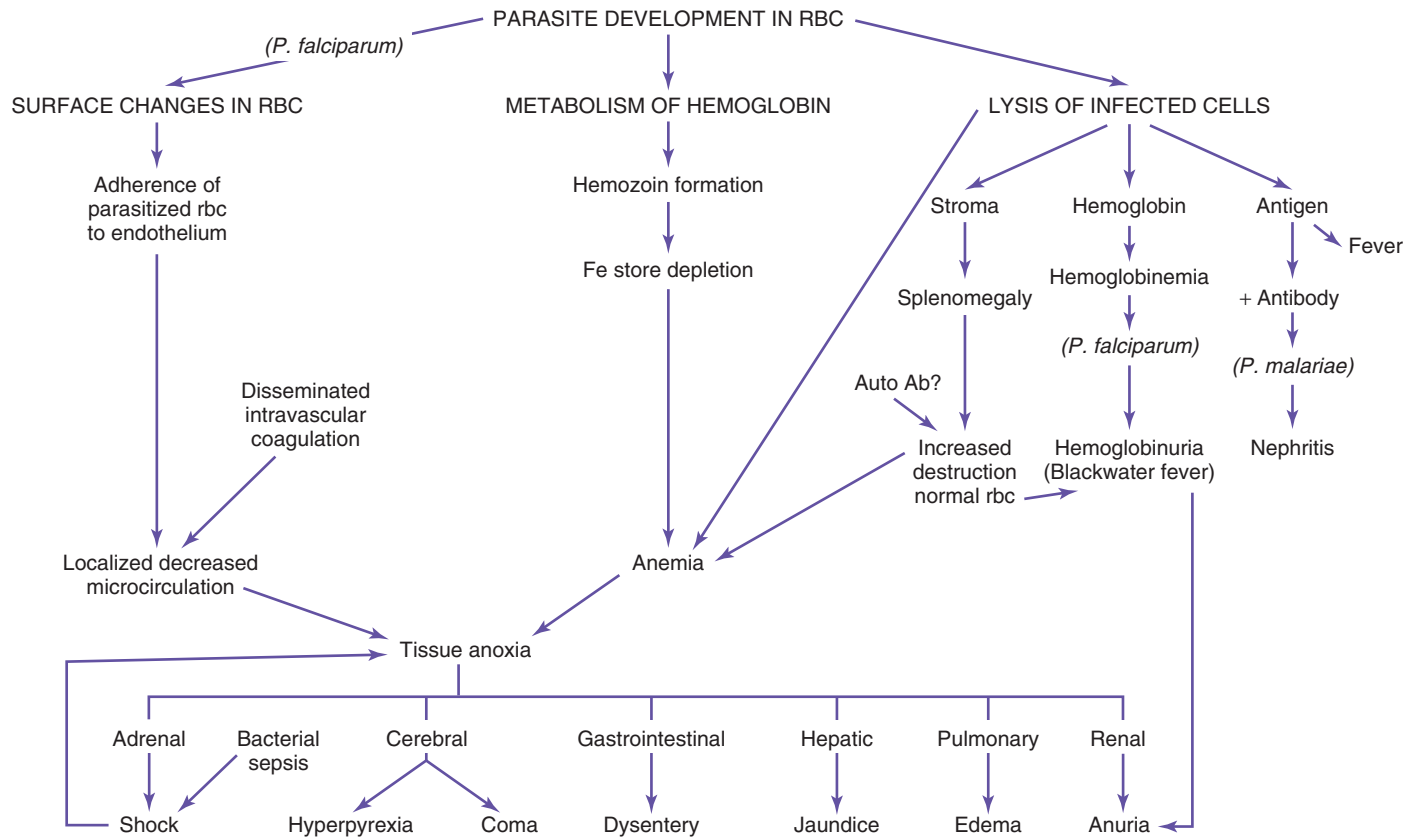 PARASITE DEVELOPMENT IN RBC
(P. falciparum)
SURFACE CHANGES IN RBC
METABOLISM OF HEMOGLOBIN
LYSIS OF INFECTED CELLS
Adherence of
parasitized rbc
to endothelium
Hemozoin formation
Stroma
Hemoglobin
Antigen
Fever
Fe store depletion
Splenomegaly
Hemoglobinemia
+ Antibody
(P. falciparum)
(P. malariae)
Auto Ab?
Disseminated
intravascular
coagulation
Increased
destruction
normal rbc
Hemoglobinuria
(Blackwater fever)
Nephritis
Localized decreased
microcirculation
Anemia
Tissue anoxia
Adrenal
Bacterial
sepsis
Cerebral
Gastrointestinal
Hepatic
Pulmonary
Renal
Shock
Hyperpyrexia
Coma
Dysentery
Jaundice
Edema
Anuria